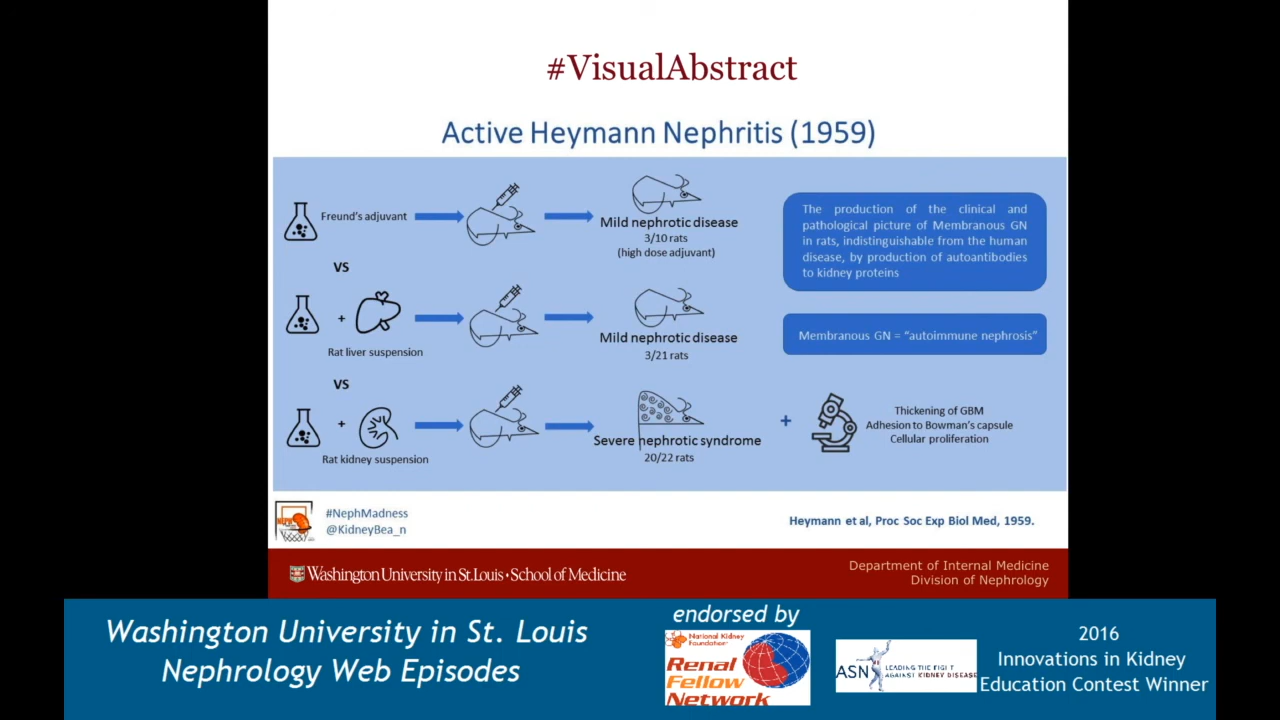 #VisualAbstract
Active Heymann Nephritis (1959)
Freund's adjuvant
Mild nephrotic disease
3/10 rats
(high dose adjuvant)
VS
+
Rat liver suspension
Mild nephrotic disease
3/21 rats
VS
+
Rat kidney suspension
Severe nephrotic syndrome
20/22 rats
+
Thickening of GBM
Adhesion to Bowman's capsule
Cellular proliferation
The production of the clinical and
pathological picture of Membranous GN
in rats, indistinguishable from the human
disease, by production of autoantibodies
to kidney proteins
Membranous GN = "autoimmune nephrosis"
#NephMadness
@KidneyBea_n
Heymann et al, Proc Soc Exp Biol Med, 1959.
Washington University in St. Louis • School of Medicine
Department of Internal Medicine
Division of Nephrology
Washington University in St. Louis
Nephrology Web Episodes
endorsed by
National Kidney
Foundation
Renal
Fellow
Network
ASN
LEADING THE FIGHT
AGAINST KIDNEY DISEASE
2016
Innovations in Kidney
Education Contest Winner